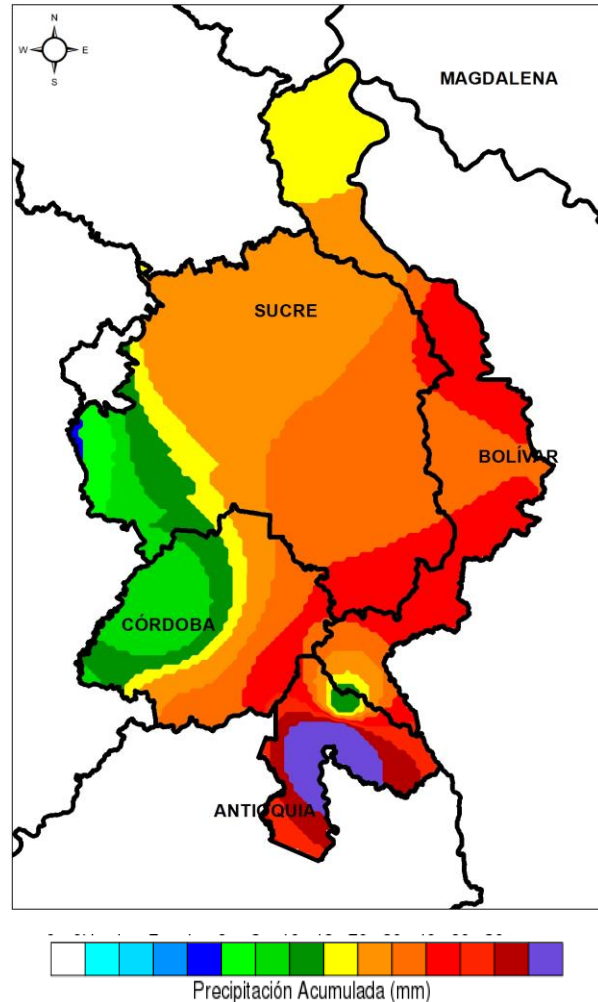 N
W E
S
MAGDALENA
SUCRE
BOLÍVAR
CÓRDOBA
ANTIOQUIA
Precipitación Acumulada (mm)